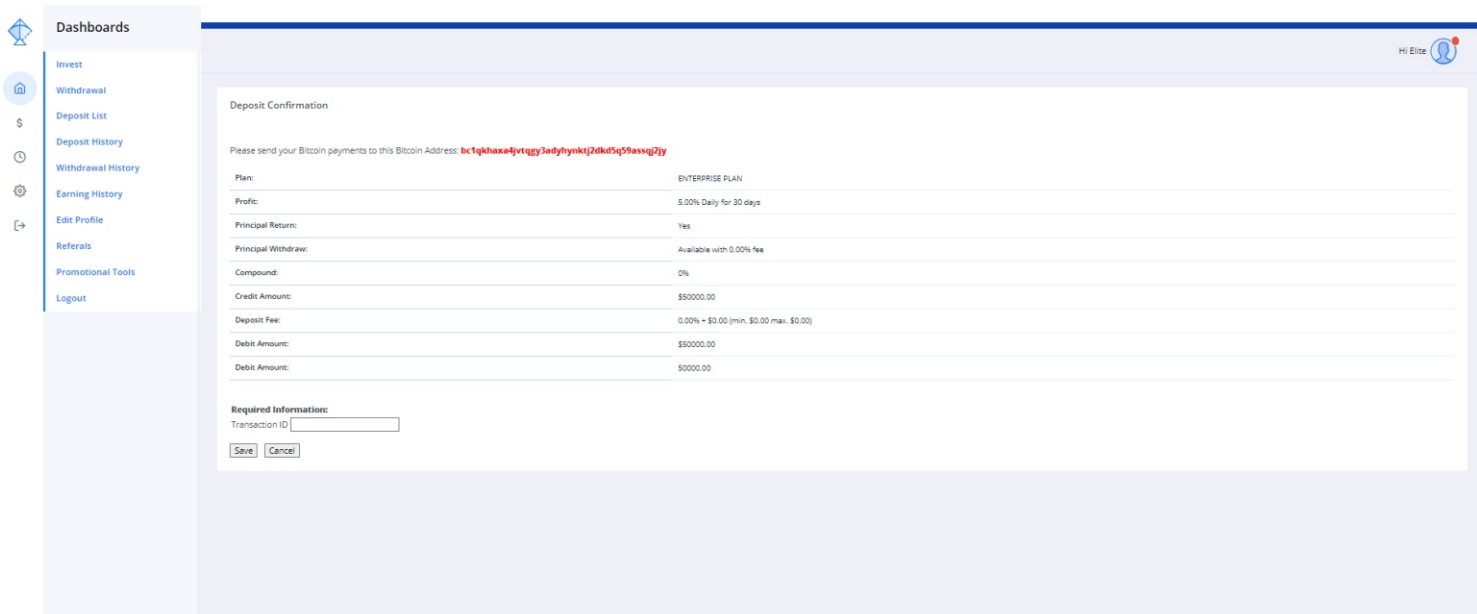 Dashboards
Hi Elite
Invest
Withdrawal
Deposit List
Deposit History
Withdrawal History
Earning History
Edit Profile
Referals
Promotional Tools
Logout
Deposit Confirmation
Please send your Bitcoin payments to this Bitcoin Address: bc1qkhaxa4jvtqgy3adyhynktj2dkd5q59assqj2jy
Plan: ENTERPRISE PLAN
Profit: 5.00% Daily for 30 days
Principal Return: Yes
Principal Withdraw: Available with 0.00% fee
Compound: 0%
Credit Amount: $50000.00
Deposit Fee: 0.00% + $0.00 (min. $0.00 max. $0.00)
Debit Amount: $50000.00
Debit Amount: 50000.00
Required Information:
Transaction ID
Save Cancel